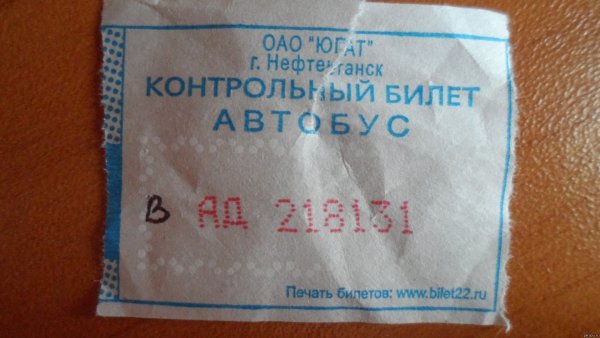 ОАО "ЮГАТ"
г. Нефтеюганск
КОНТРОЛЬНЫЙ БИЛЕТ
АВТОБУС
В АД 218131
Печать билетов: www.bilet22.ru